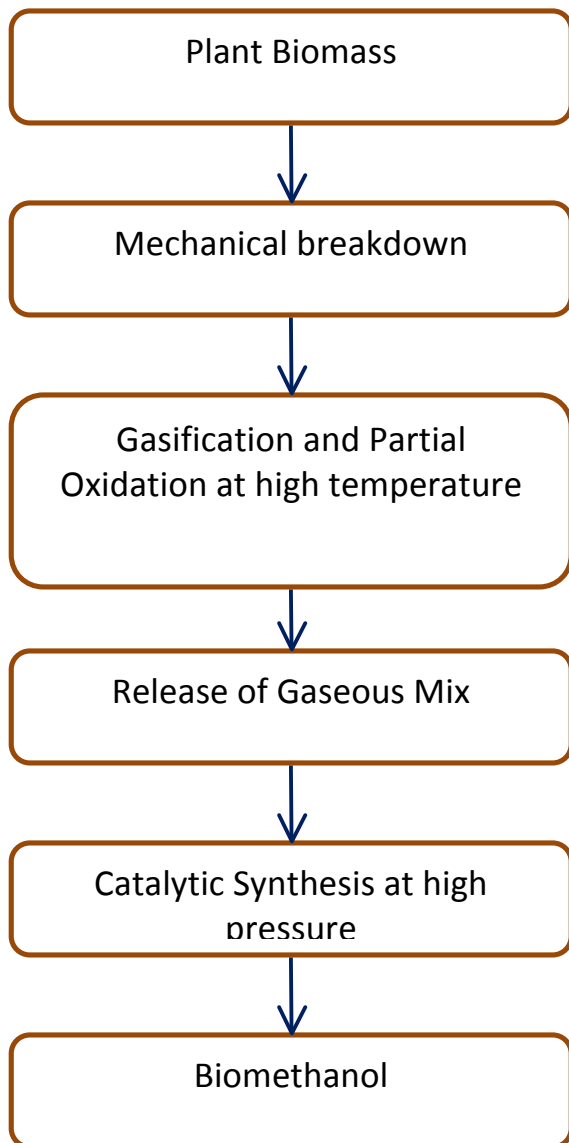 Plant Biomass
Mechanical breakdown
Gasification and Partial
Oxidation at high temperature
Release of Gaseous Mix
Catalytic Synthesis at high
pressure
Biomethanol